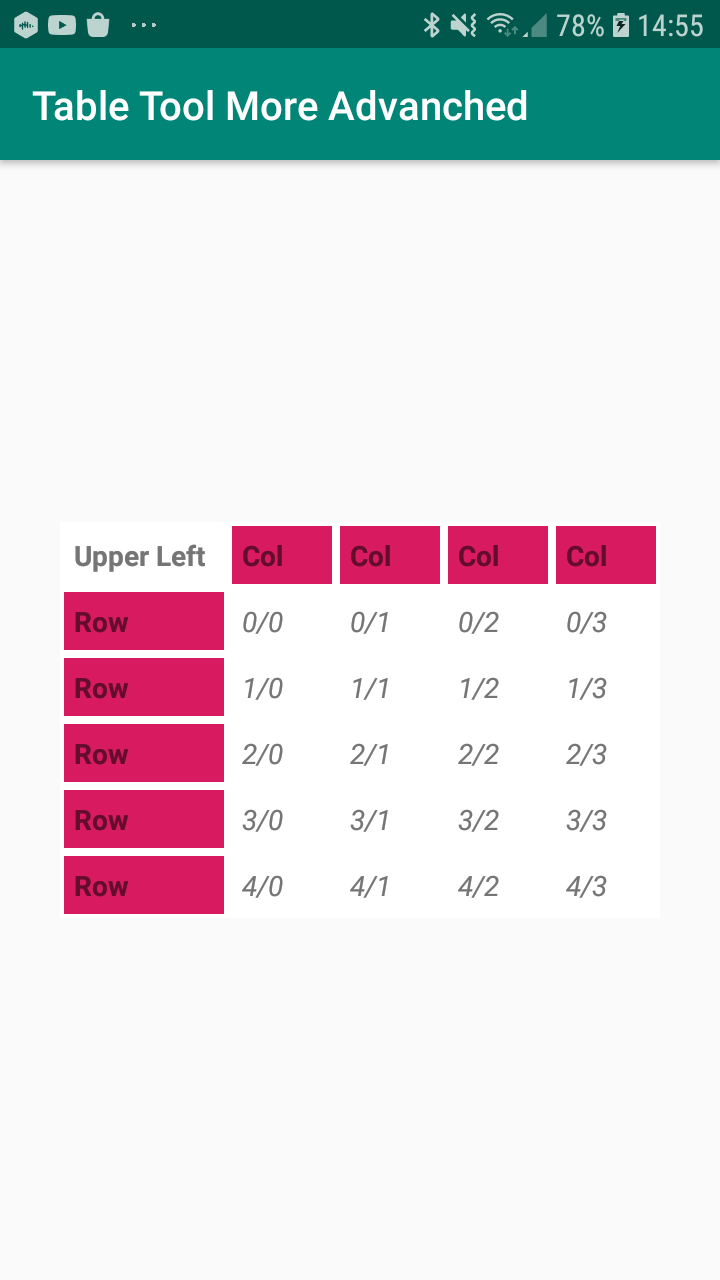 78% 14:55
Table Tool More Advanched
Upper Left Col Col Col Col
Row 0/0 0/1 0/2 0/3
Row 1/0 1/1 1/2 1/3
Row 2/0 2/1 2/2 2/3
Row 3/0 3/1 3/2 3/3
Row 4/0 4/1 4/2 4/3